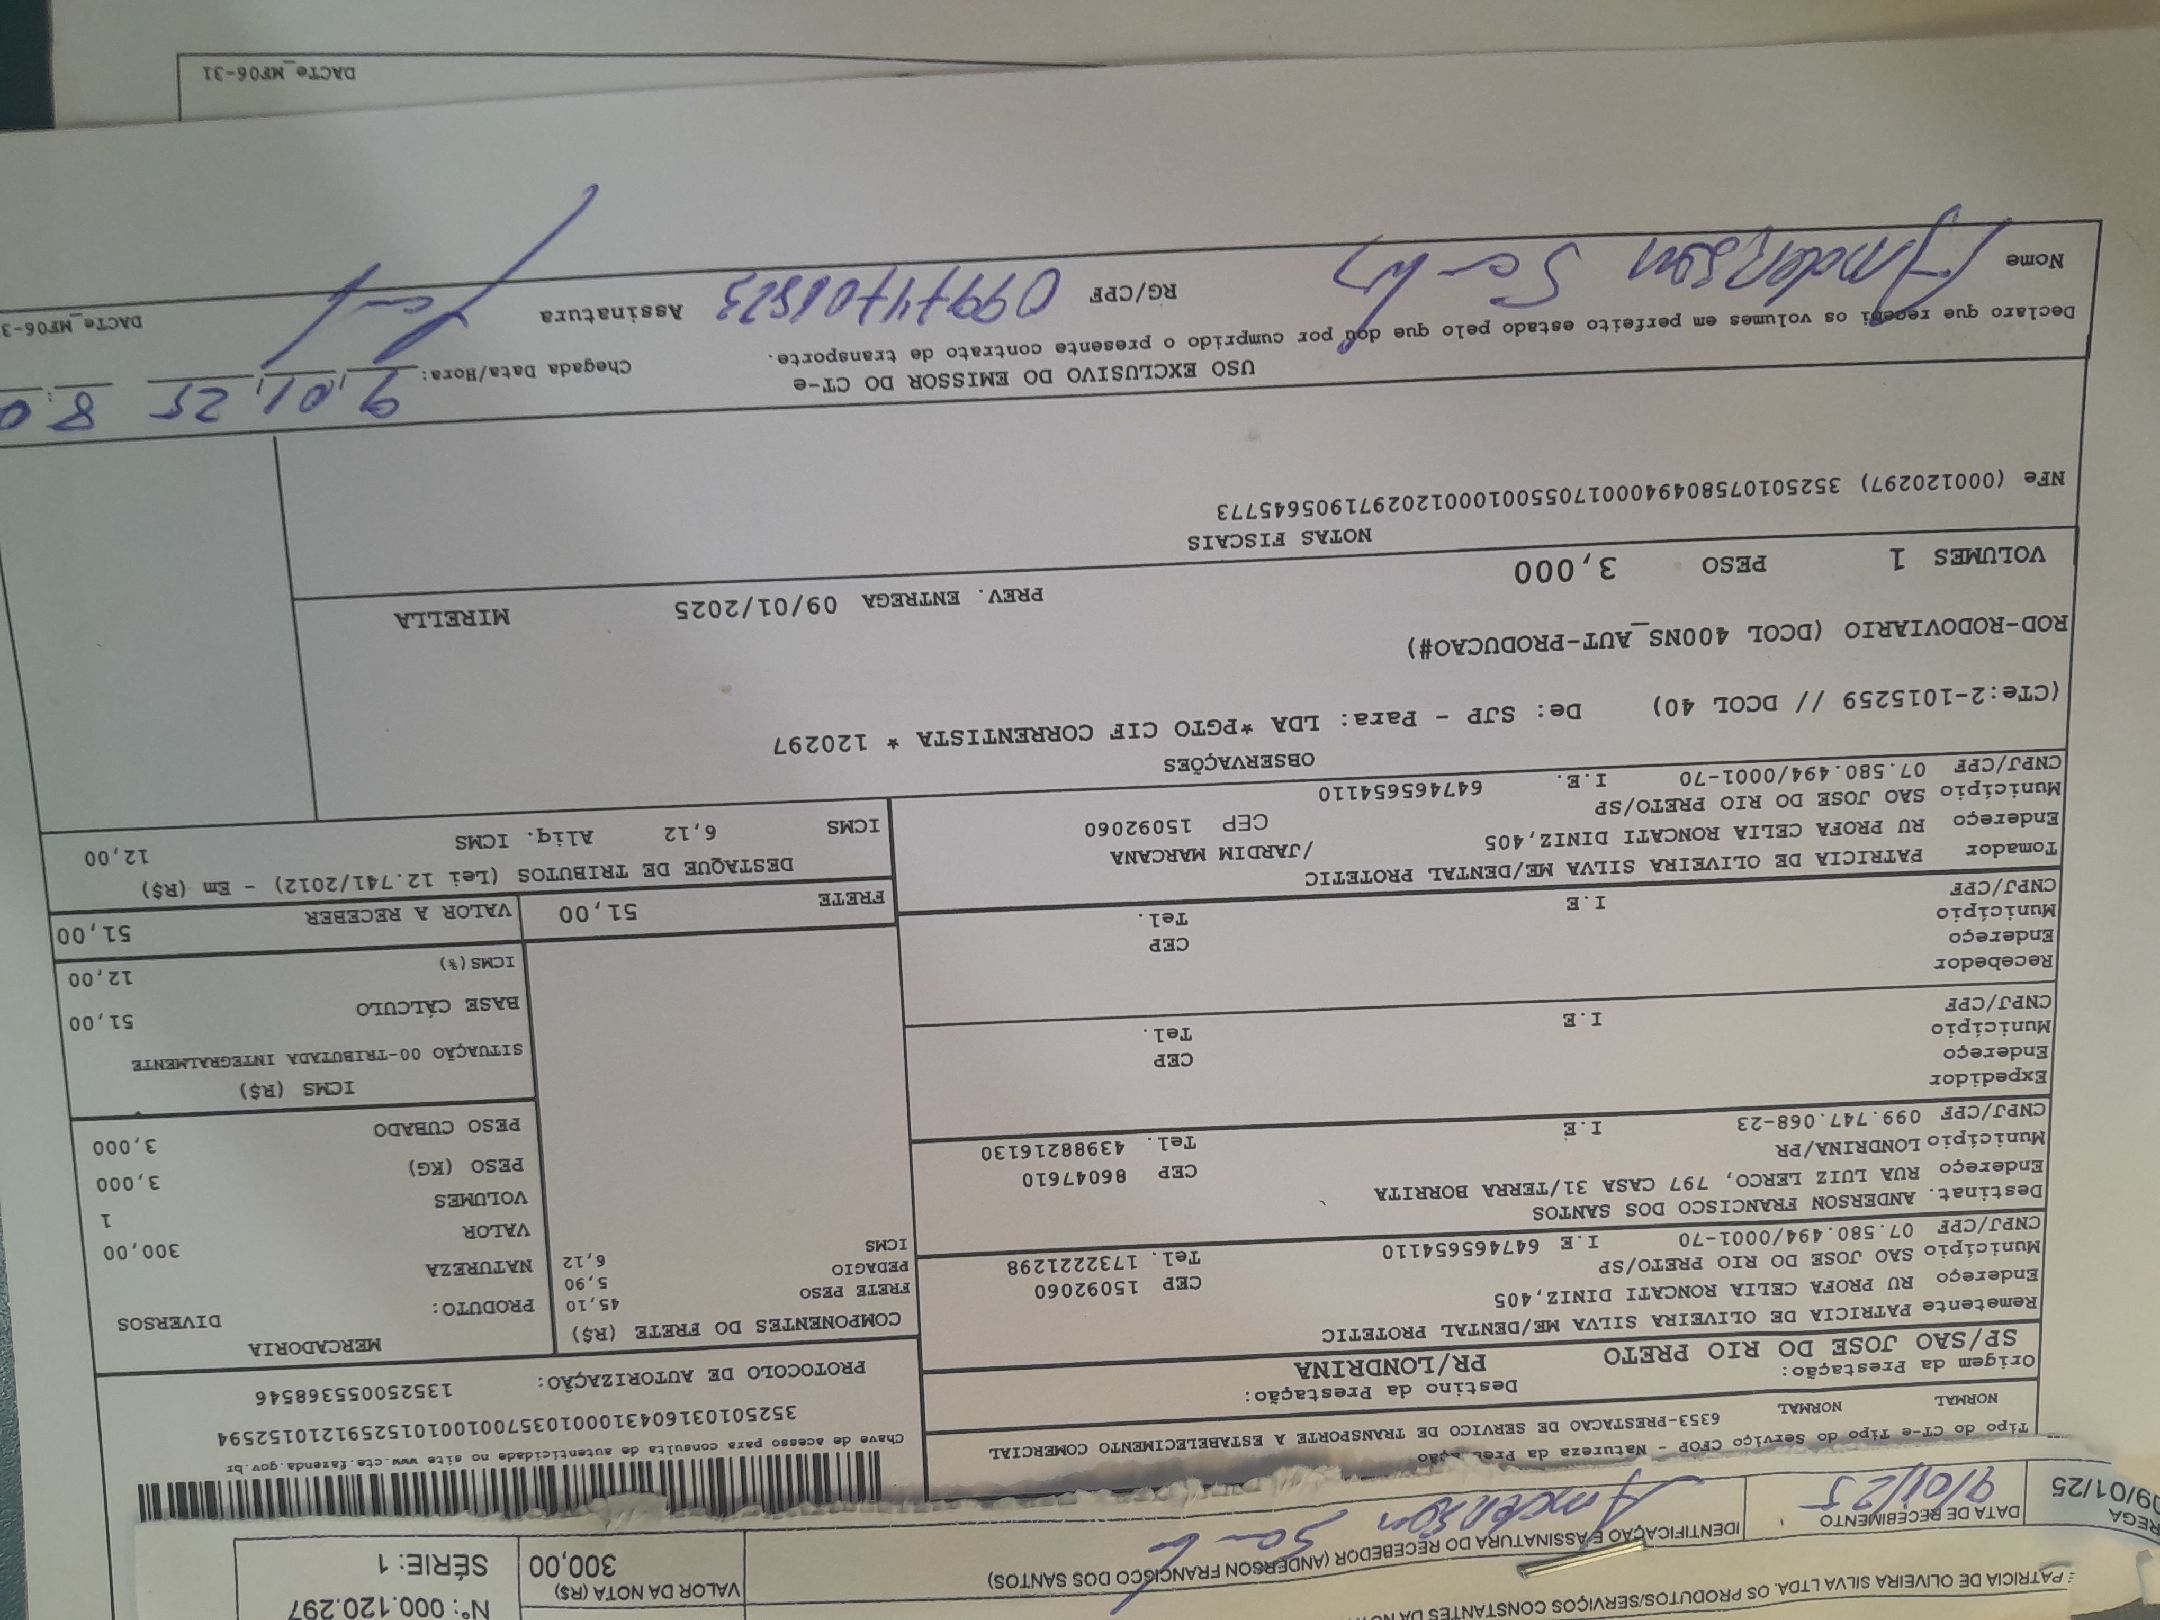 E PATRICIA DE OLIVEIRA SILVA LTDA. OS PRODUTOS/SERVIÇOS CONSTANTES DA
Nº: 000.120.297
SÉRIE: 1
VALOR DA NOTA (R$)
300,00
REGA
09/01/25
DATA DE RECEBIMENTO
9/01/25
IDENTIFICAÇÃO E ASSINATURA DO RECEBEDOR (ANDERSON FRANCISCO DOS SANTOS)
Anderson
Tipo do CT-e Tipo do Serviço CFOP - Natureza da
NORMAL NORMAL 6353-PRESTACAO DE SERVICO DE TRANSPORTE A ESTABELECIMENTO COMERCIAL
Chave de acesso para consulta de autenticidade no site www.cte.fazenda.gov.br
35250103160431000103570010010152591210152594
PROTOCOLO DE AUTORIZAÇÃO: 135250055368546
Origem da Prestação: Destino da Prestação:
SP/SAO JOSE DO RIO PRETO PR/LONDRINA
Remetente PATRICIA DE OLIVEIRA SILVA ME/DENTAL PROTETIC
Endereço RU PROFA CELIA RONCATI DINIZ,405 CEP 15092060
Município SAO JOSE DO RIO PRETO/SP Tel. 1732221298
CNPJ/CPF 07.580.494/0001-70 I.E 647465654110
Destinat. ANDERSON FRANCISCO DOS SANTOS
Endereço RUA LUIZ LERCO, 797 CASA 31/TERRA BORRITA CEP 86047610
Município LONDRINA/PR Tel. 43988216130
CNPJ/CPF 099.747.068-23 I.E
Expedidor
Endereço CEP
Município Tel.
CNPJ/CPF I.E
Recebedor
Endereço CEP
Município Tel.
CNPJ/CPF I.E
Tomador PATRICIA DE OLIVEIRA SILVA ME/DENTAL PROTETIC
Endereço RU PROFA CELIA RONCATI DINIZ,405 /JARDIM MARCANA
Município SAO JOSE DO RIO PRETO/SP CEP 15092060
CNPJ/CPF 07.580.494/0001-70 I.E. 647465654110
COMPONENTES DO FRETE (R$)
FRETE PESO 45,10
PEDAGIO 5,90
ICMS 6,12
MERCADORIA
PRODUTO: DIVERSOS
NATUREZA
VALOR 300,00
VOLUMES 1
PESO (KG) 3,000
PESO CUBADO 3,000
ICMS (R$)
SITUAÇÃO 00-TRIBUTADA INTEGRALMENTE
BASE CÁLCULO 51,00
ICMS(%) 12,00
FRETE 51,00 VALOR A RECEBER 51,00
DESTAQUE DE TRIBUTOS (Lei 12.741/2012) - Em (R$)
ICMS 6,12 Aliq. ICMS 12,00
OBSERVAÇÕES
(CTe:2-1015259 // DCOL 40) De: SJP - Para: LDA *PGTO CIF CORRENTISTA * 120297
ROD-RODOVIARIO (DCOL 400NS_AUT-PRODUCAO#)
VOLUMES 1 PESO 3,000 PREV. ENTREGA 09/01/2025 MIRELLA
NOTAS FISCAIS
NFe (000120297) 35250107580494000170550010001202971905645773
USO EXCLUSIVO DO EMISSOR DO CT-e
Declaro que recebi os volumes em perfeito estado pelo que dou por cumprido o presente contrato de transporte.
Chegada Data/Hora: 9,01,25 8:0
Nome Anderson RG/CPF 09974706823 Assinatura
DACTe_MF06-3
DACTe_MF06-31